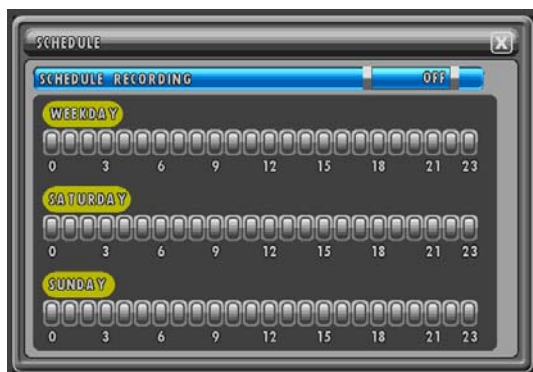 SCHEDULE X
SCHEDULE RECORDING OFF
WEEKDAY
0 3 6 9 12 15 18 21 23
SATURDAY
0 3 6 9 12 15 18 21 23
SUNDAY
0 3 6 9 12 15 18 21 23